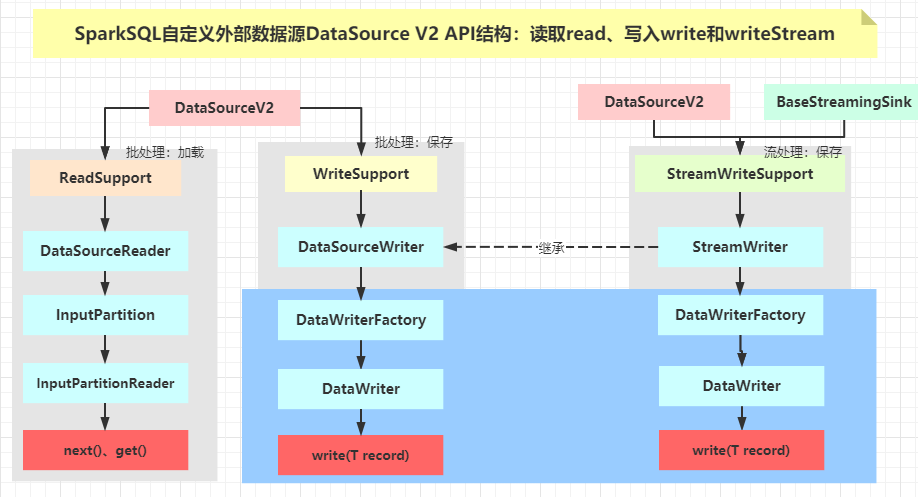 SparkSQL自定义外部数据源DataSource V2 API结构：读取read、写入write和writeStream
DataSourceV2
DataSourceV2
BaseStreamingSink
批处理：加载
批处理：保存
流处理：保存
ReadSupport
WriteSupport
StreamWriteSupport
DataSourceReader
DataSourceWriter
继承
StreamWriter
InputPartition
DataWriterFactory
DataWriterFactory
InputPartitionReader
DataWriter
DataWriter
next()、get()
write(T record)
write(T record)